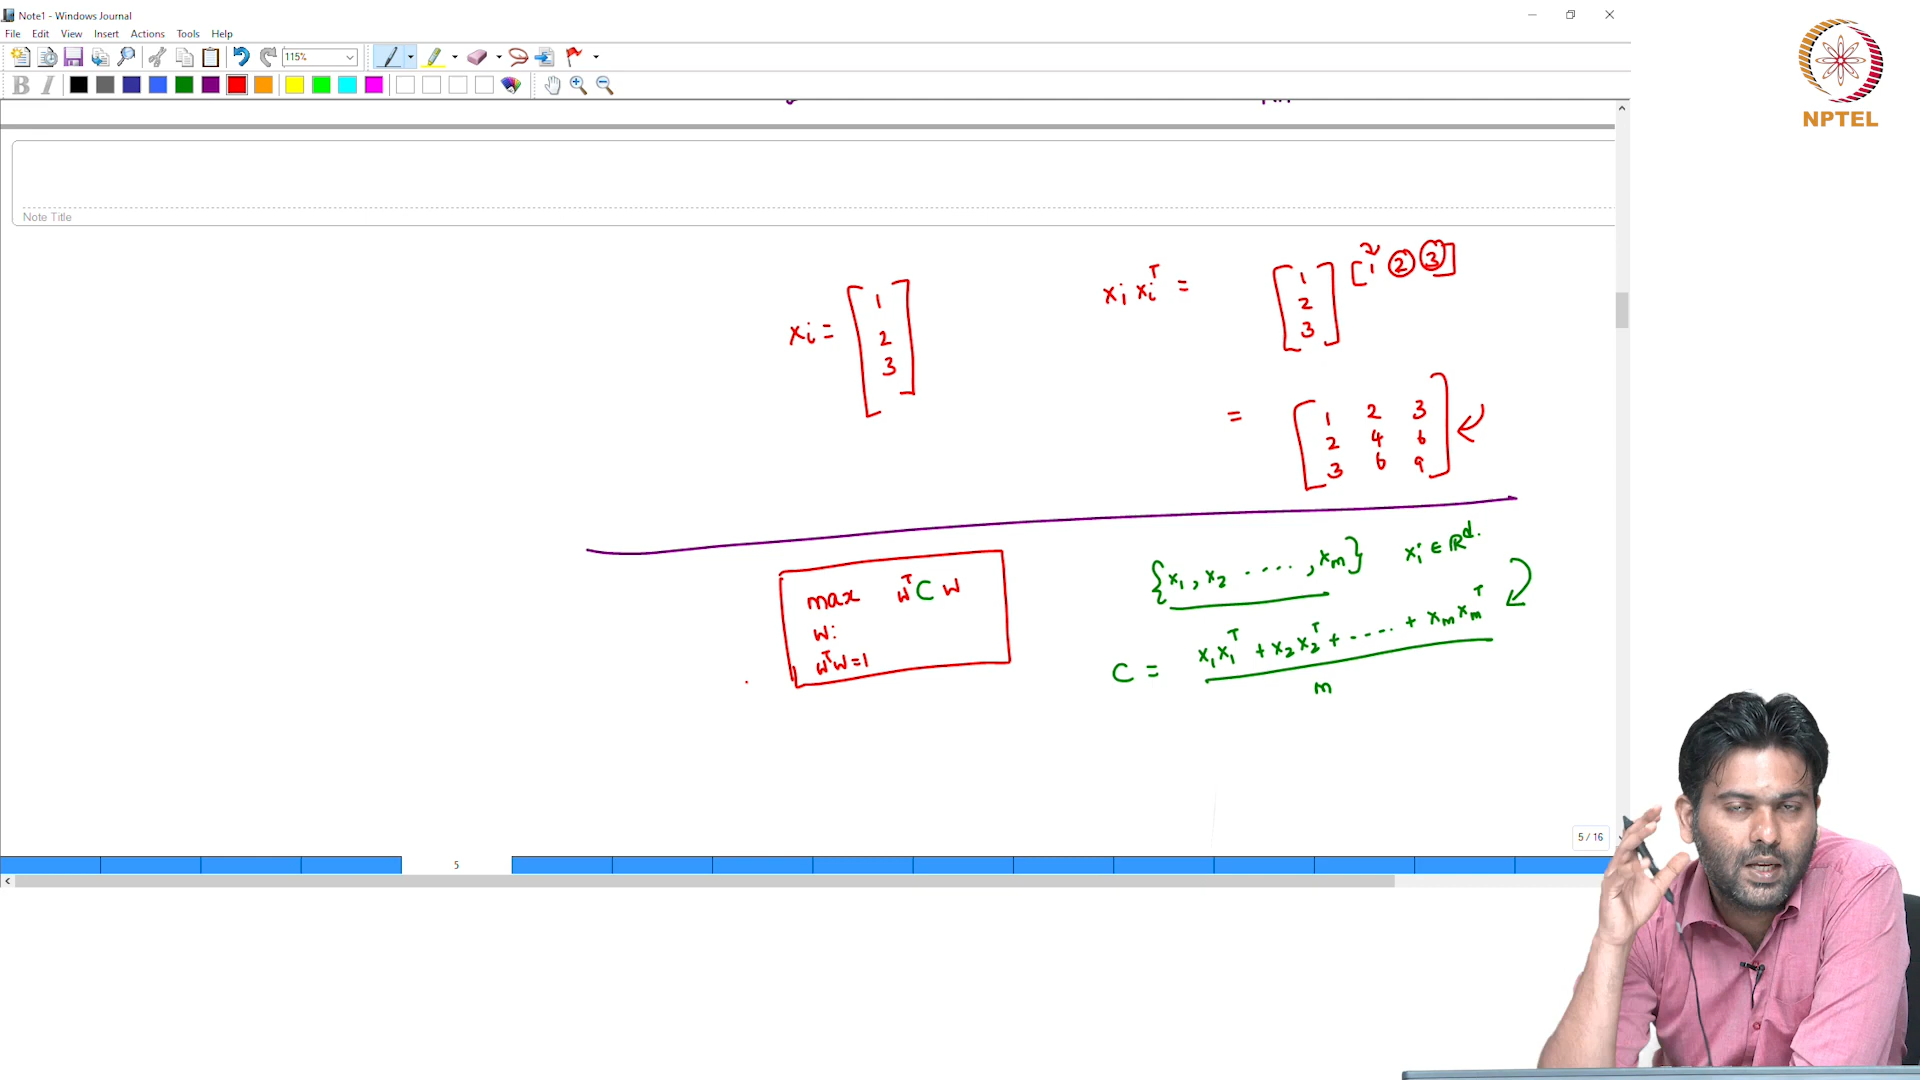 Note1 - Windows Journal
File Edit View Insert Actions Tools Help
115%
B I
NPTEL
Note Title
xᵢ = [1 2 3]
xᵢ xᵢᵀ = [1 2 3] [1 2 3]
= [1 2 3
2 4 6
3 6 9]
max wᵀ C w
w:
wᵀw=1
{x₁, x₂ ....., xₘ} xᵢ ∈ ℝᵈ.
C = x₁x₁ᵀ + x₂x₂ᵀ + ..... + xₘxₘᵀ
m
5 / 16
5